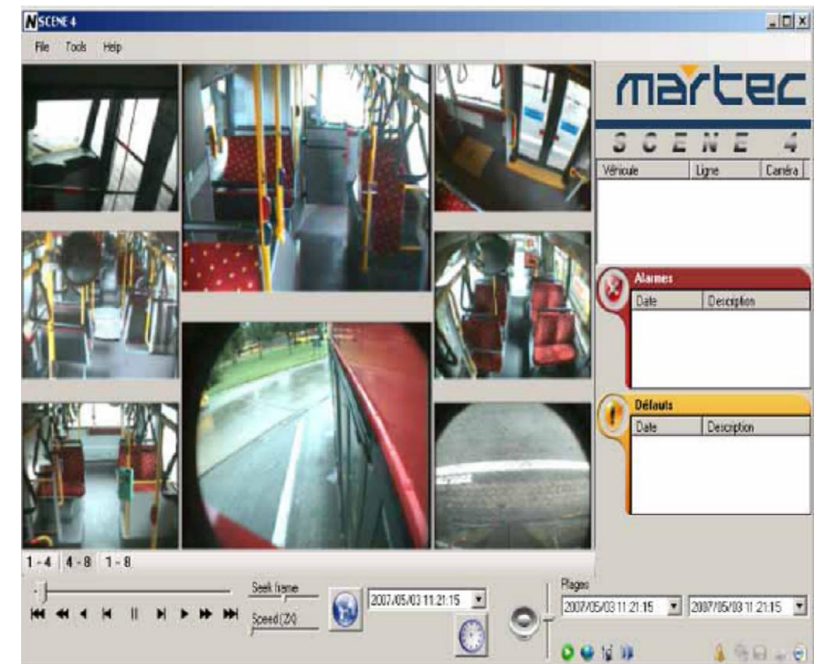 SCENE 4
File Tools Help
martec
SCENE 4
Véhicule Ligne Caméra
Alarmes
Date Description
Défauts
Date Description
1 - 4 4 - 8 1 - 8
Seek frame
Speed (2X)
2007/05/03 11:21:15
Plages
2007/05/03 11:21:15 2007/05/03 11:21:15